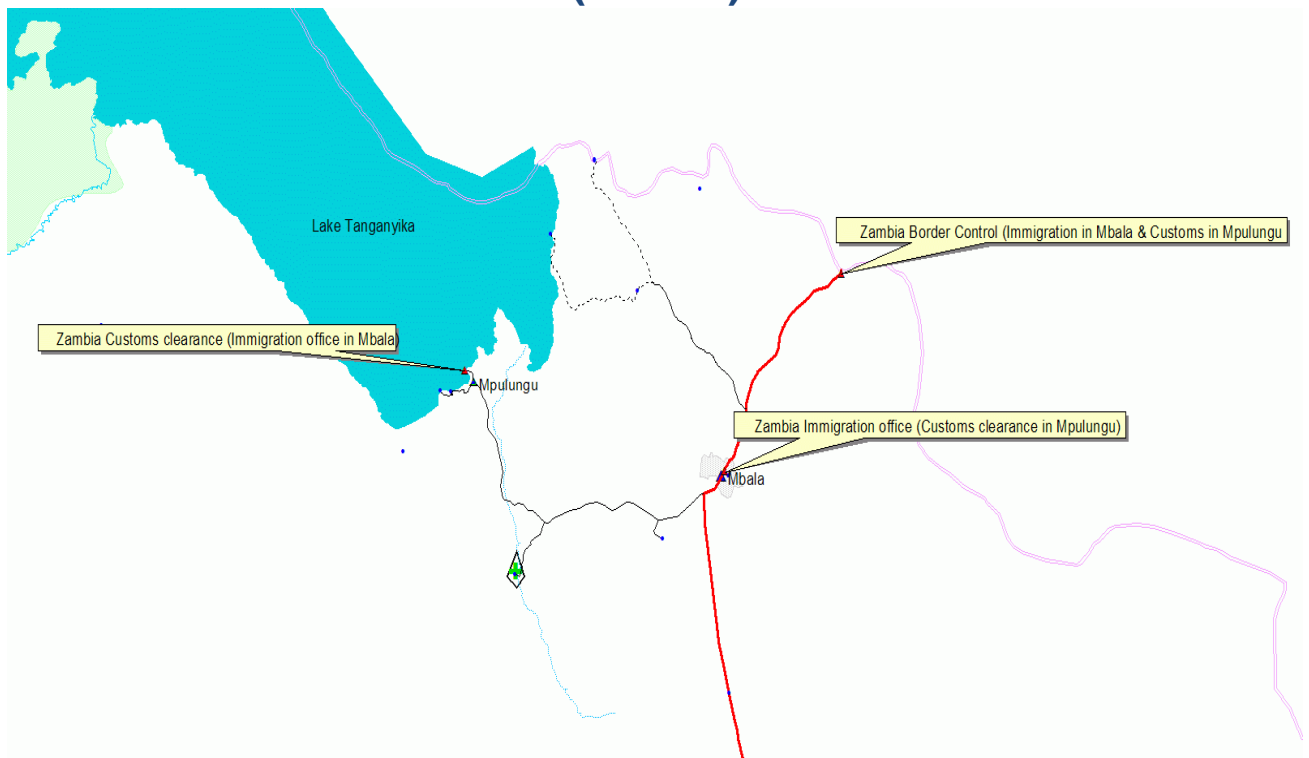 Lake Tanganyika
Zambia Border Control (Immigration in Mbala & Customs in Mpulungu
Zambia Customs clearance (Immigration office in Mbala)
Mpulungu
Zambia Immigration office (Customs clearance in Mpulungu)
Mbala